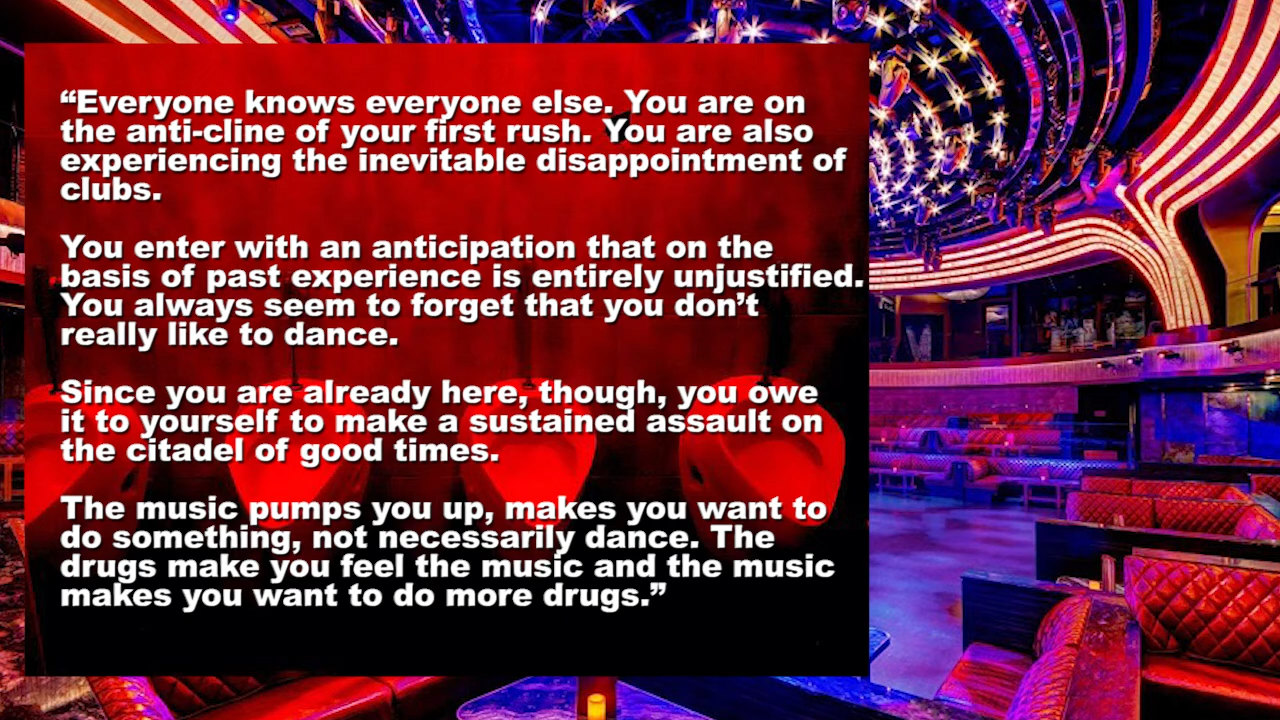 “Everyone knows everyone else. You are on
the anti-cline of your first rush. You are also
experiencing the inevitable disappointment of
clubs.
You enter with an anticipation that on the
basis of past experience is entirely unjustified.
You always seem to forget that you don’t
really like to dance.
Since you are already here, though, you owe
it to yourself to make a sustained assault on
the citadel of good times.
The music pumps you up, makes you want to
do something, not necessarily dance. The
drugs make you feel the music and the music
makes you want to do more drugs.”